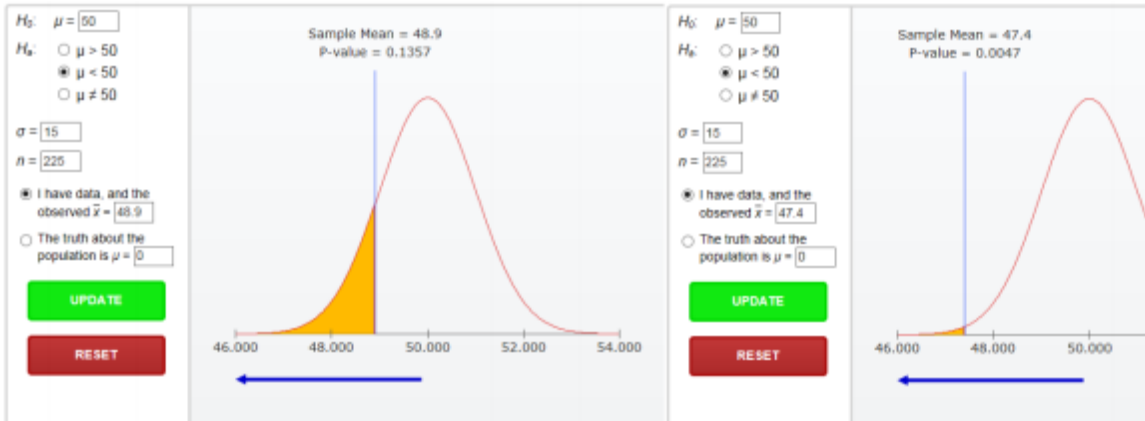 H₀: μ = 50
Hₐ: ○ μ > 50
◉ μ < 50
○ μ ≠ 50
σ = 15
n = 225
◉ I have data, and the
observed x̄ = 48.9
○ The truth about the
population is μ = 0
UPDATE
RESET
Sample Mean = 48.9
P-value = 0.1357
46.000 48.000 50.000 52.000 54.000
H₀: μ = 50
Hₐ: ○ μ > 50
◉ μ < 50
○ μ ≠ 50
σ = 15
n = 225
◉ I have data, and the
observed x̄ = 47.4
○ The truth about the
population is μ = 0
UPDATE
RESET
Sample Mean = 47.4
P-value = 0.0047
46.000 48.000 50.000